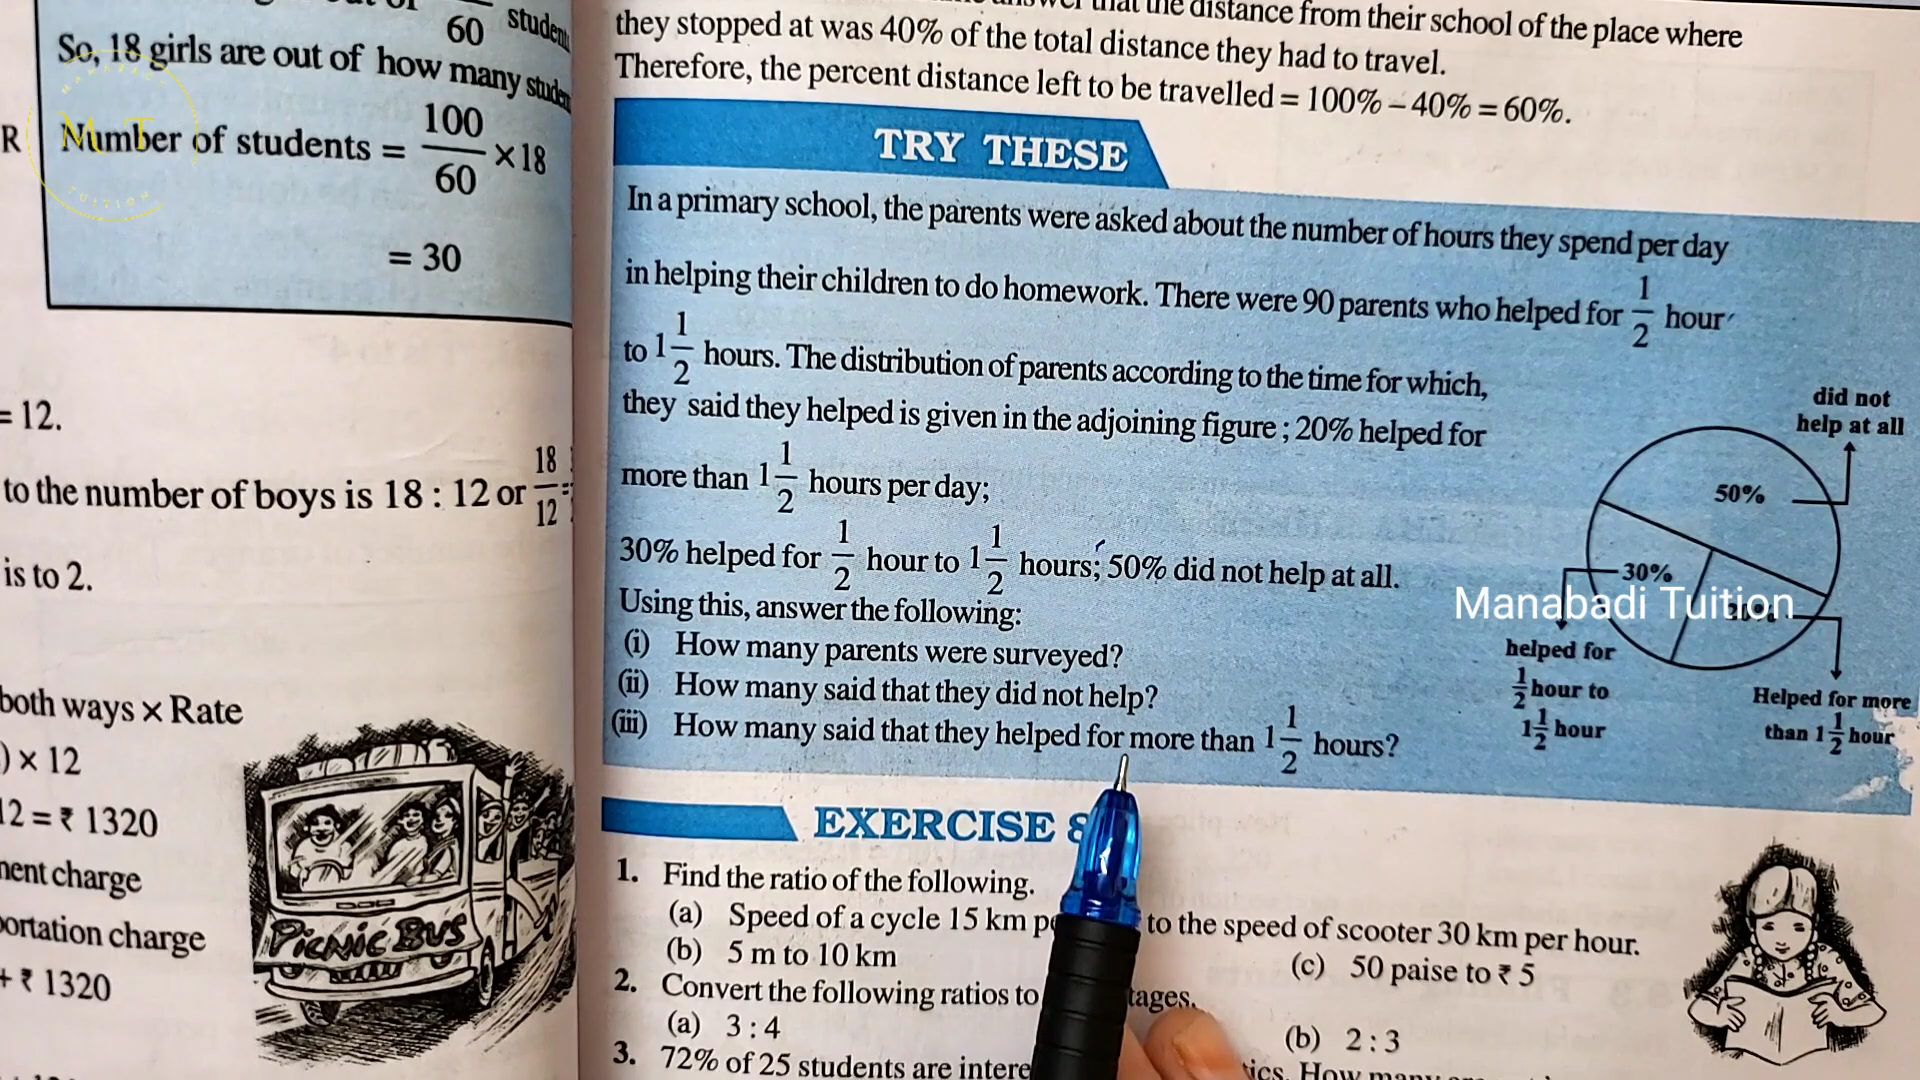 60 student
So, 18 girls are out of how many
Number of students = 100/60 × 18
= 30
R
= 12.
to the number of boys is 18 : 12 or 18/12 =
is to 2.
both ways × Rate
) × 12
12 = ₹ 1320
ment charge
portation charge
+ ₹ 1320
PICNIC BUS
M T
TUITION
that the distance from their school of the place where
they stopped at was 40% of the total distance they had to travel.
Therefore, the percent distance left to be travelled = 100% – 40% = 60%.
TRY THESE
In a primary school, the parents were asked about the number of hours they spend per day
in helping their children to do homework. There were 90 parents who helped for 1/2 hour
to 1 1/2 hours. The distribution of parents according to the time for which,
they said they helped is given in the adjoining figure ; 20% helped for
more than 1 1/2 hours per day;
30% helped for 1/2 hour to 1 1/2 hours; 50% did not help at all.
Using this, answer the following:
(i) How many parents were surveyed?
(ii) How many said that they did not help?
(iii) How many said that they helped for more than 1 1/2 hours?
did not
help at all
50%
30%
20%
Manabadi Tuition
helped for
1/2 hour to
1 1/2 hour
Helped for more
than 1 1/2 hour
EXERCISE 8
1. Find the ratio of the following.
(a) Speed of a cycle 15 km to the speed of scooter 30 km per hour.
(b) 5 m to 10 km (c) 50 paise to ₹ 5
2. Convert the following ratios to tages.
(a) 3 : 4 (b) 2 : 3
3. 72% of 25 students are intere ics. How many